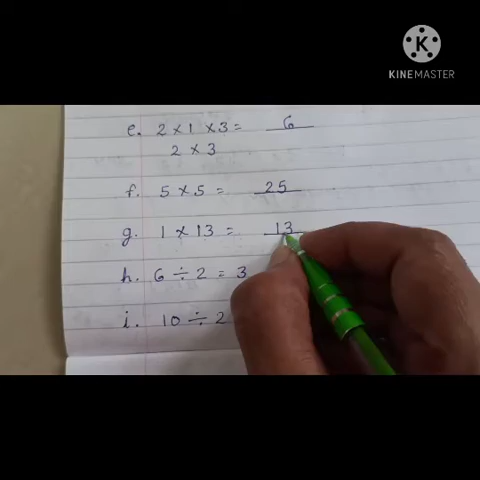 KINEMASTER
e. 2 × 1 × 3 = 6
2 × 3
f. 5 × 5 = 25
g. 1 × 13 = 13
h. 6 ÷ 2 = 3
i. 10 ÷ 2